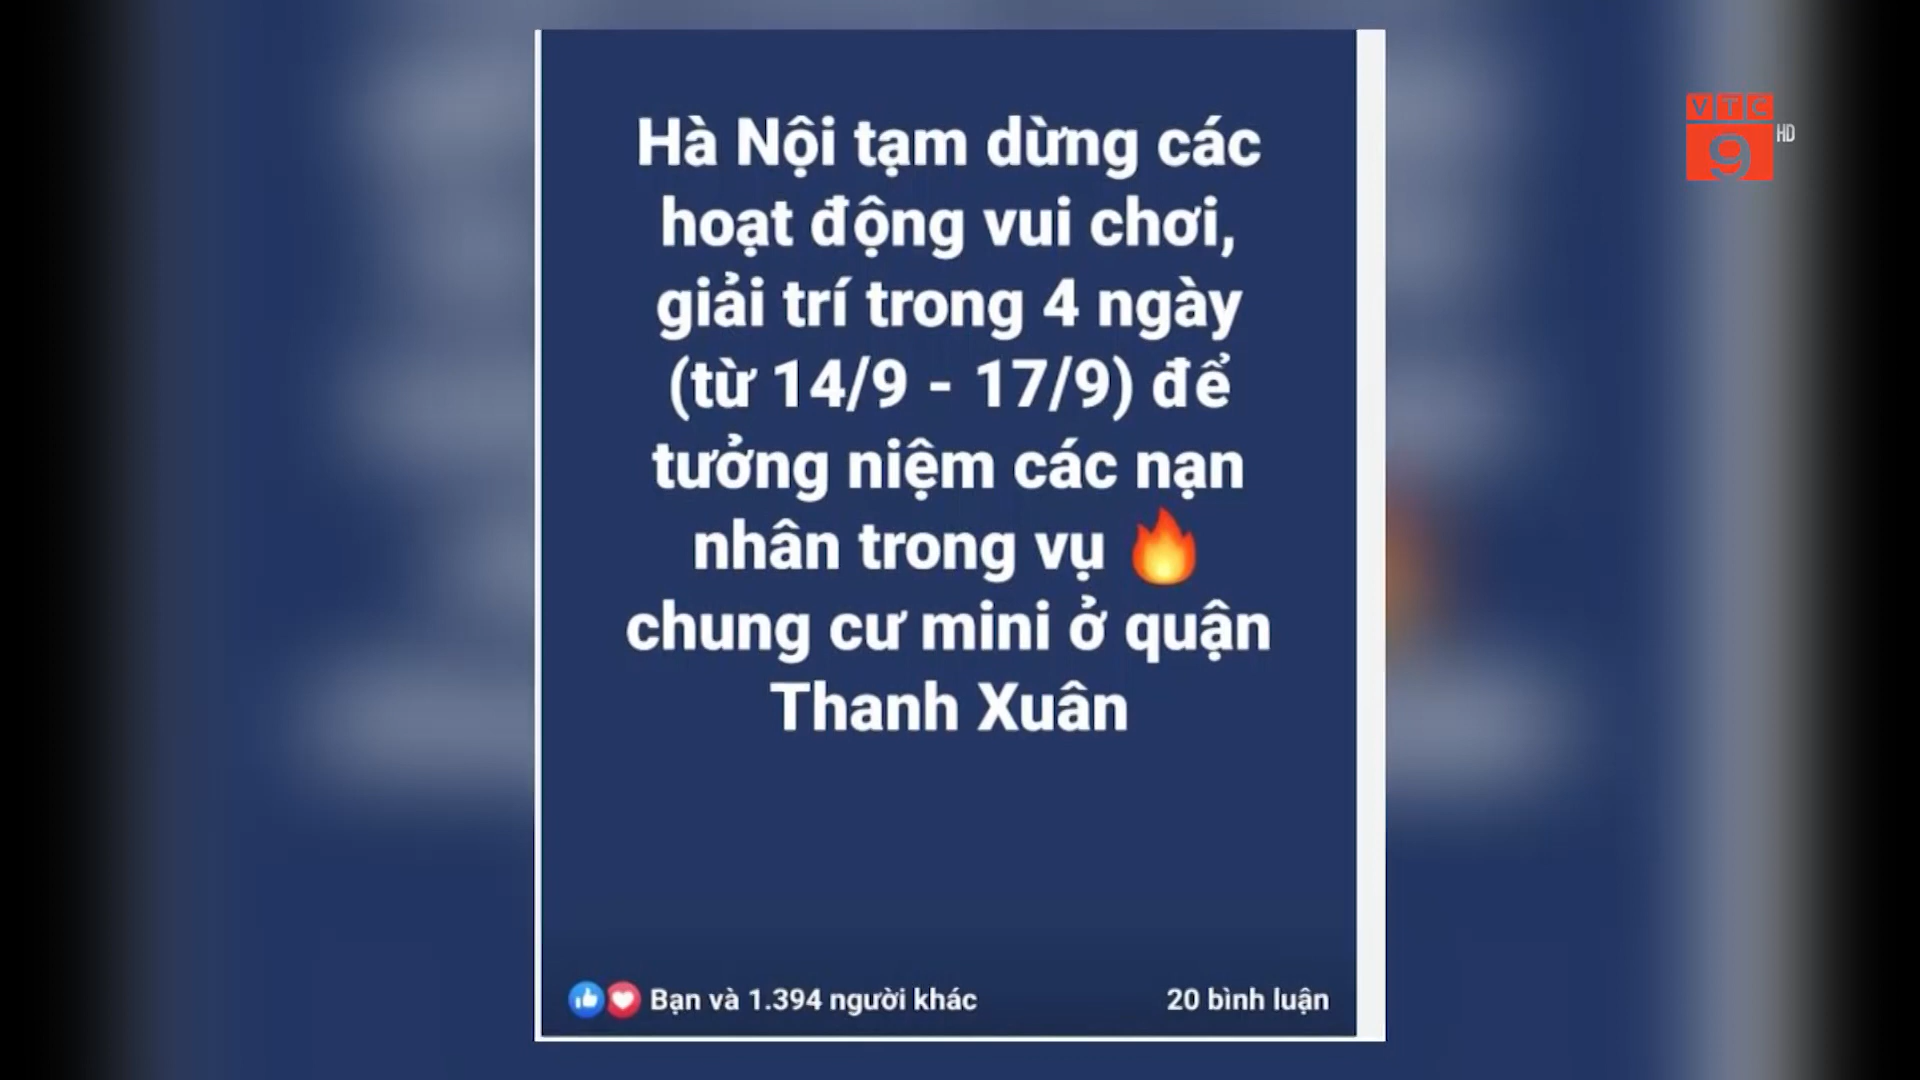 Hà Nội tạm dừng các
hoạt động vui chơi,
giải trí trong 4 ngày
(từ 14/9 - 17/9) để
tưởng niệm các nạn
nhân trong vụ 🔥
chung cư mini ở quận
Thanh Xuân
Bạn và 1.394 người khác
20 bình luận
VTC
9
HD